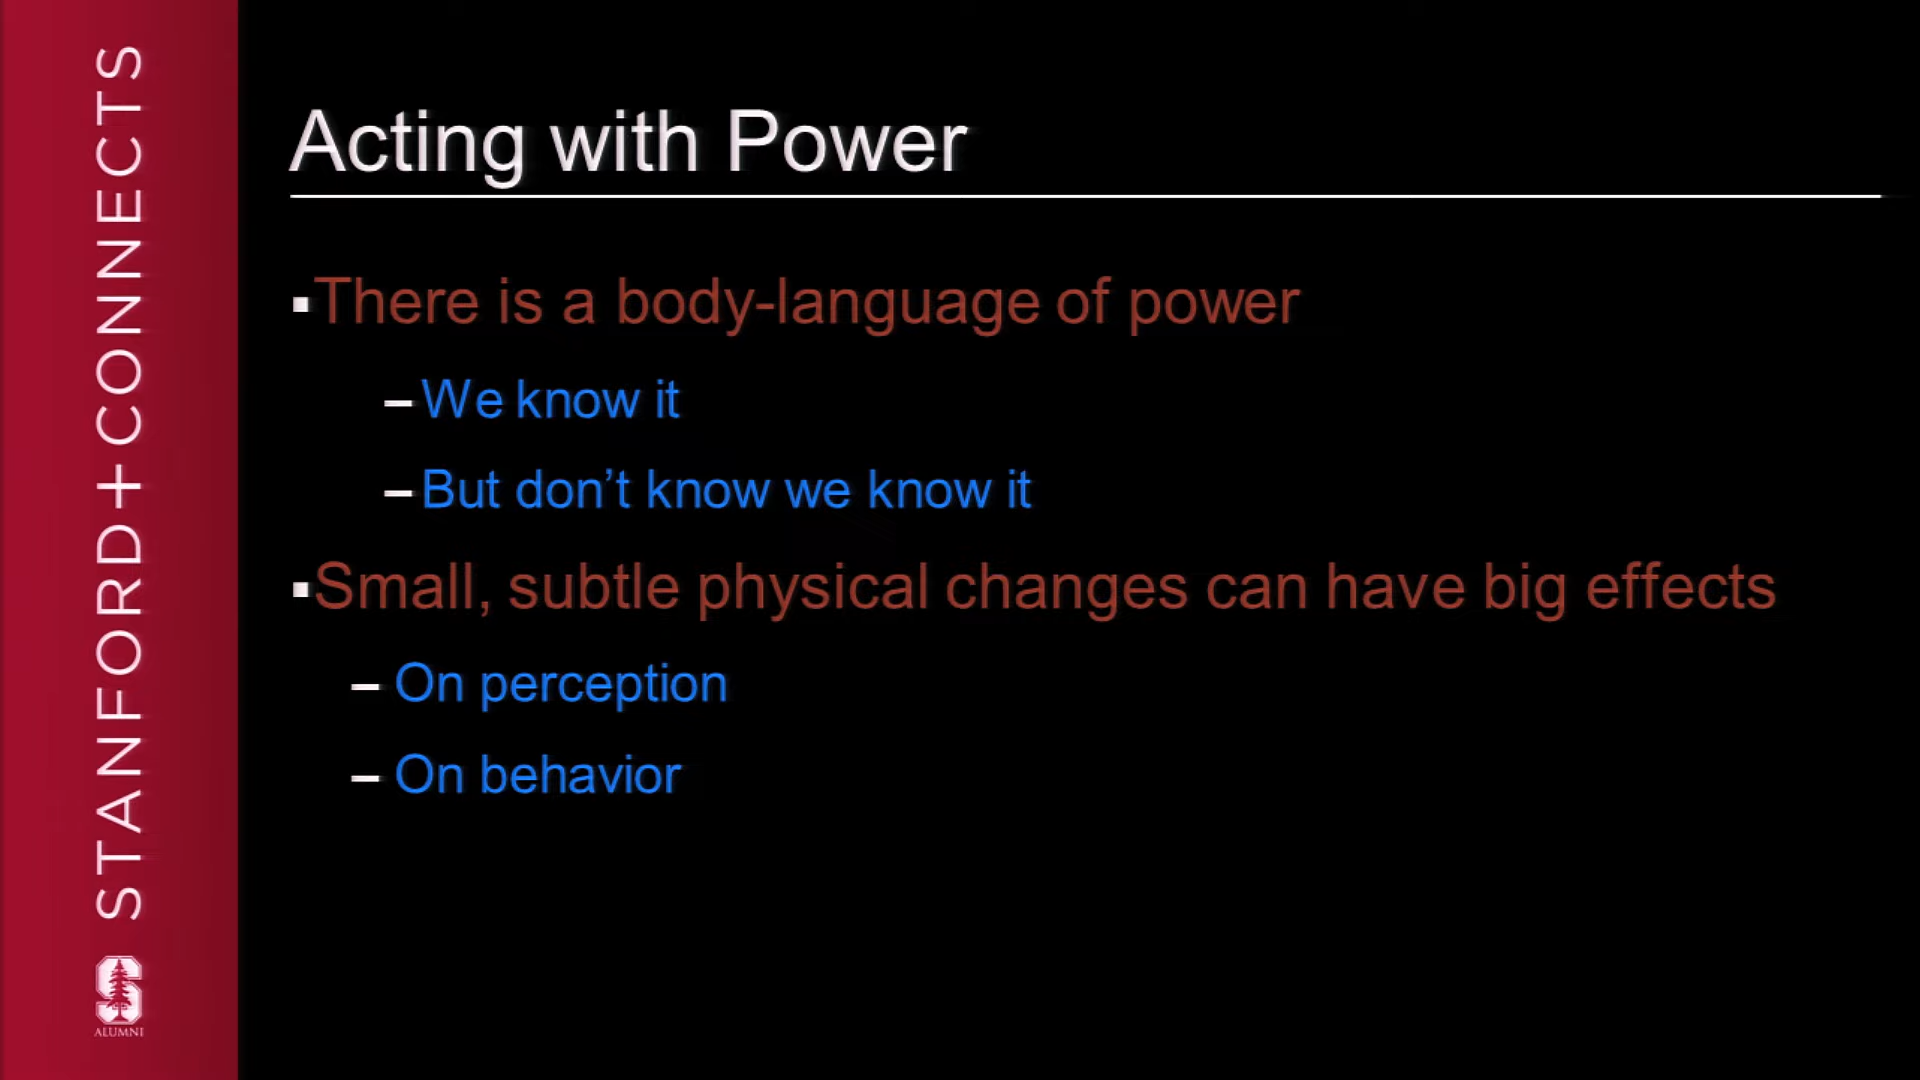 STANFORD+CONNECTS
S
ALUMNI
Acting with Power
▪There is a body-language of power
–We know it
–But don’t know we know it
▪Small, subtle physical changes can have big effects
– On perception
– On behavior